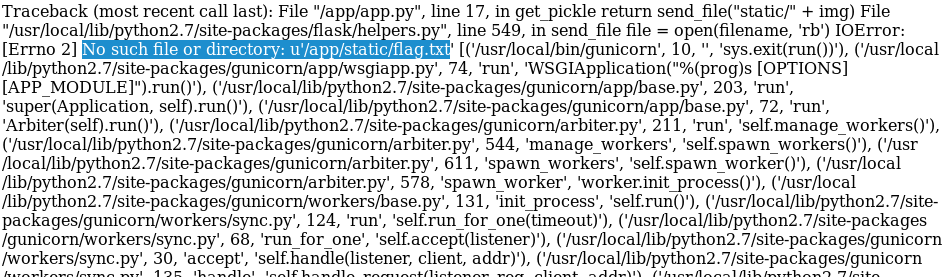 Traceback (most recent call last): File "/app/app.py", line 17, in get_pickle return send_file("static/" + img) File
"/usr/local/lib/python2.7/site-packages/flask/helpers.py", line 549, in send_file file = open(filename, 'rb') IOError:
[Errno 2] No such file or directory: u'/app/static/flag.txt' [('/usr/local/bin/gunicorn', 10, '', 'sys.exit(run())'), ('/usr/local
/lib/python2.7/site-packages/gunicorn/app/wsgiapp.py', 74, 'run', 'WSGIApplication("%(prog)s [OPTIONS]
[APP_MODULE]").run()'), ('/usr/local/lib/python2.7/site-packages/gunicorn/app/base.py', 203, 'run',
'super(Application, self).run()'), ('/usr/local/lib/python2.7/site-packages/gunicorn/app/base.py', 72, 'run',
'Arbiter(self).run()'), ('/usr/local/lib/python2.7/site-packages/gunicorn/arbiter.py', 211, 'run', 'self.manage_workers()'),
('/usr/local/lib/python2.7/site-packages/gunicorn/arbiter.py', 544, 'manage_workers', 'self.spawn_workers()'), ('/usr
/local/lib/python2.7/site-packages/gunicorn/arbiter.py', 611, 'spawn_workers', 'self.spawn_worker()'), ('/usr/local
/lib/python2.7/site-packages/gunicorn/arbiter.py', 578, 'spawn_worker', 'worker.init_process()'), ('/usr/local
/lib/python2.7/site-packages/gunicorn/workers/base.py', 131, 'init_process', 'self.run()'), ('/usr/local/lib/python2.7/site-
packages/gunicorn/workers/sync.py', 124, 'run', 'self.run_for_one(timeout)'), ('/usr/local/lib/python2.7/site-packages
/gunicorn/workers/sync.py', 68, 'run_for_one', 'self.accept(listener)'), ('/usr/local/lib/python2.7/site-packages/gunicorn
/workers/sync.py', 30, 'accept', 'self.handle(listener, client, addr)'), ('/usr/local/lib/python2.7/site-packages/gunicorn
/workers/sync.py', 135, 'handle', 'self.handle_request(listener, req, client, addr)'), ('/usr/local/lib/python2.7/site-